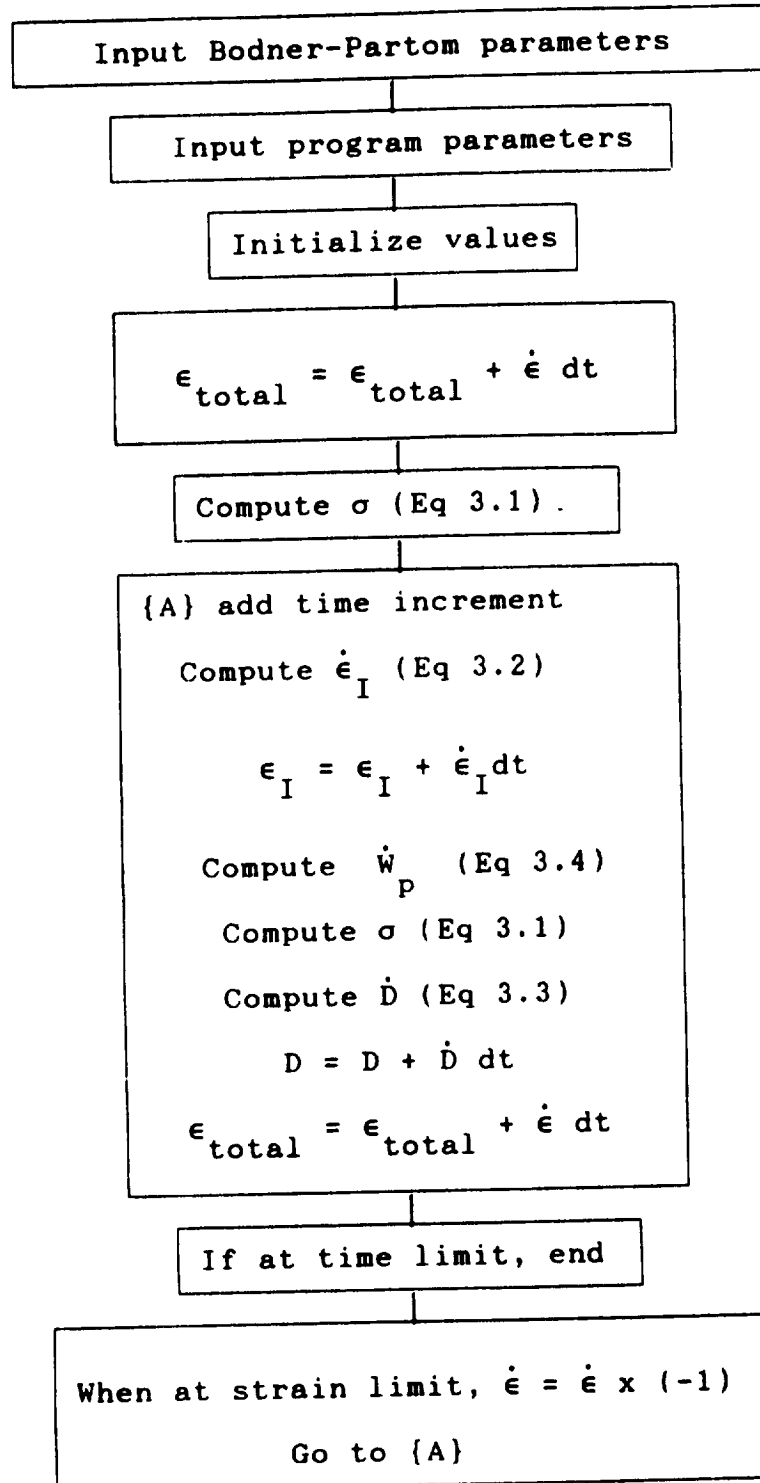 Input Bodner-Partom parameters
Input program parameters
Initialize values
ϵ_total = ϵ_total + ϵ̇ dt
Compute σ (Eq 3.1).
{A} add time increment
Compute ϵ̇_I (Eq 3.2)
ϵ_I = ϵ_I + ϵ̇_I dt
Compute Ẇ_p (Eq 3.4)
Compute σ (Eq 3.1)
Compute Ḋ (Eq 3.3)
D = D + Ḋ dt
ϵ_total = ϵ_total + ϵ̇ dt
If at time limit, end
When at strain limit, ϵ̇ = ϵ̇ x (-1)
Go to {A}